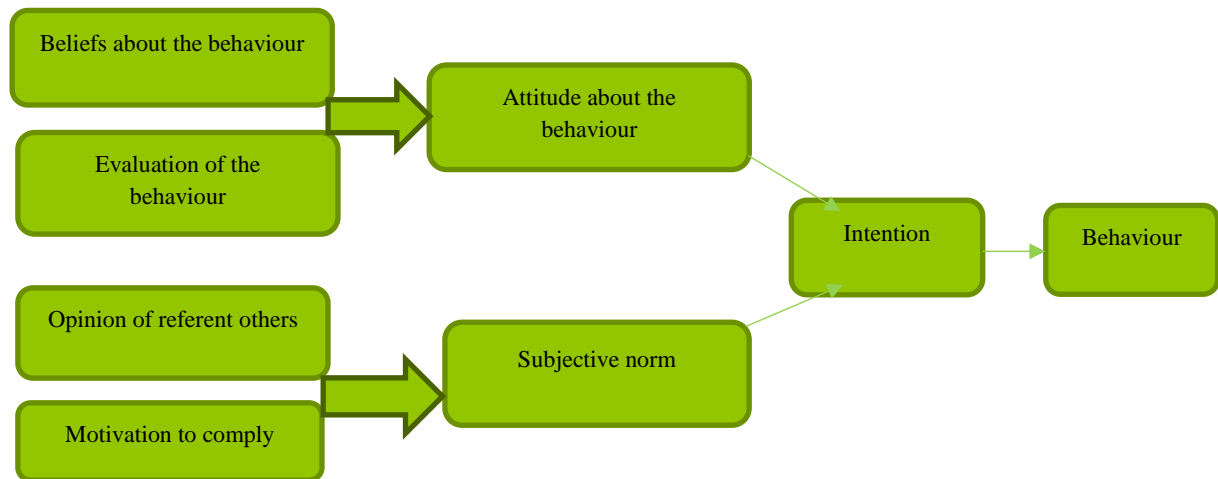 Beliefs about the behaviour
Evaluation of the
behaviour
Attitude about the
behaviour
Opinion of referent others
Motivation to comply
Subjective norm
Intention
Behaviour